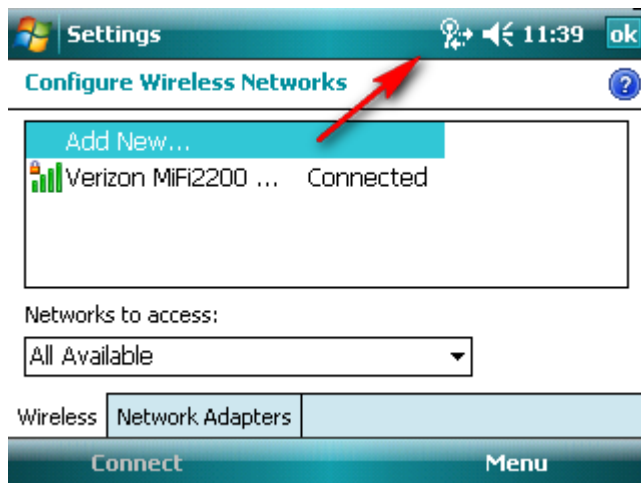 Settings 11:39 ok
Configure Wireless Networks ?
Add New...
Verizon MiFi2200 ... Connected
Networks to access:
All Available
Wireless Network Adapters
Connect Menu